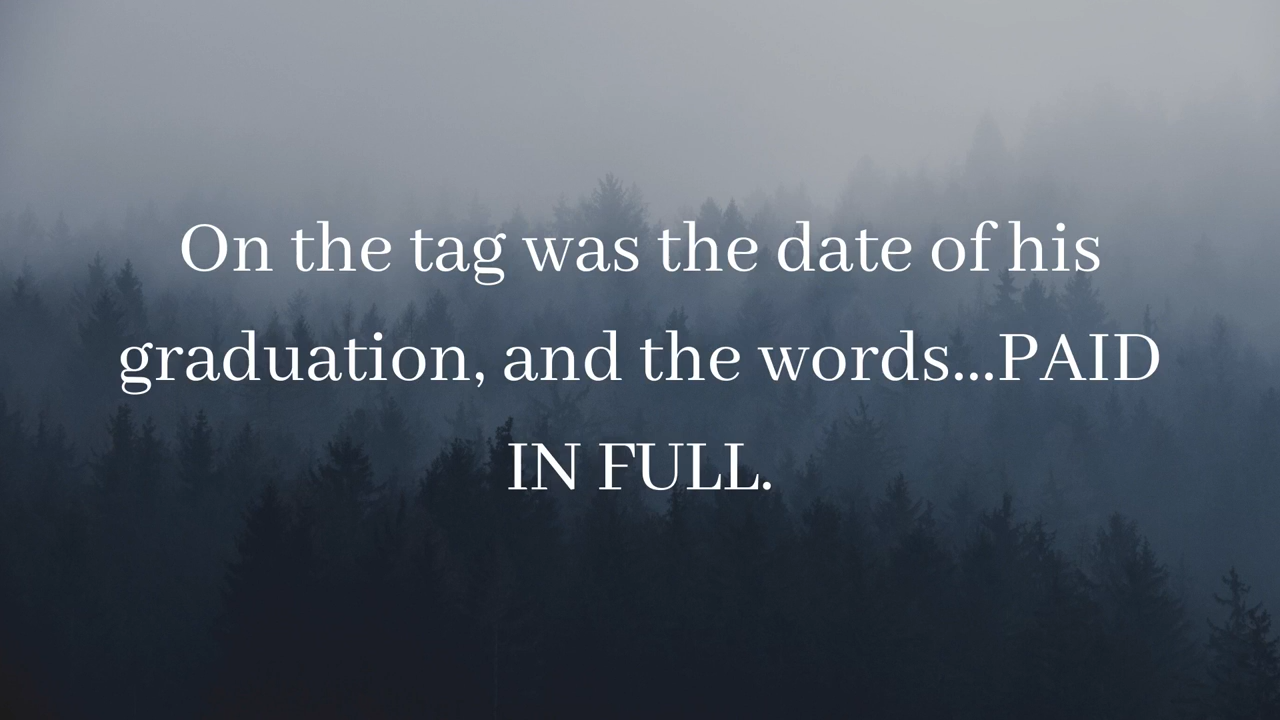 On the tag was the date of his
graduation, and the words...PAID
IN FULL.